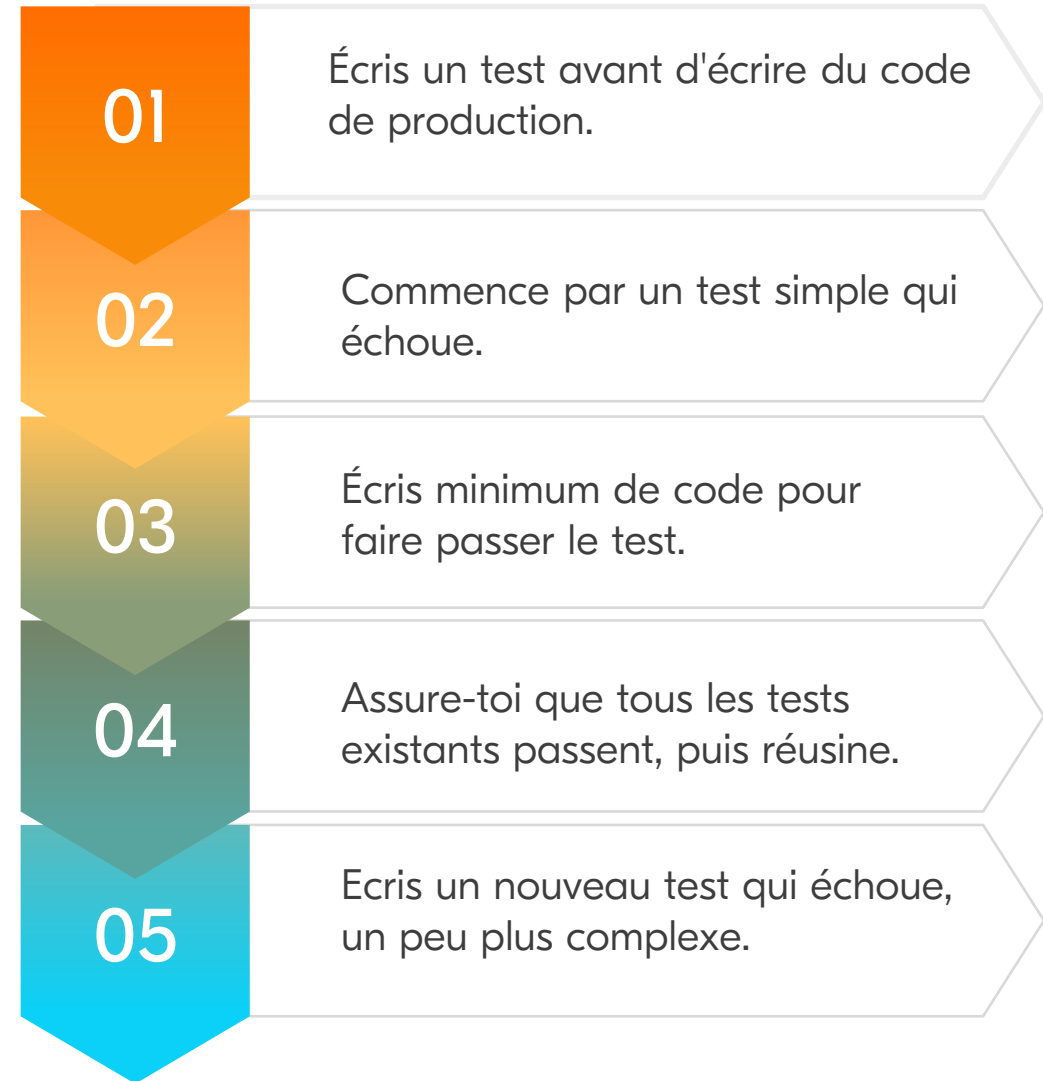 01
Écris un test avant d'écrire du code
de production.
02
Commence par un test simple qui
échoue.
03
Écris minimum de code pour
faire passer le test.
04
Assure-toi que tous les tests
existants passent, puis réusine.
05
Ecris un nouveau test qui échoue,
un peu plus complexe.